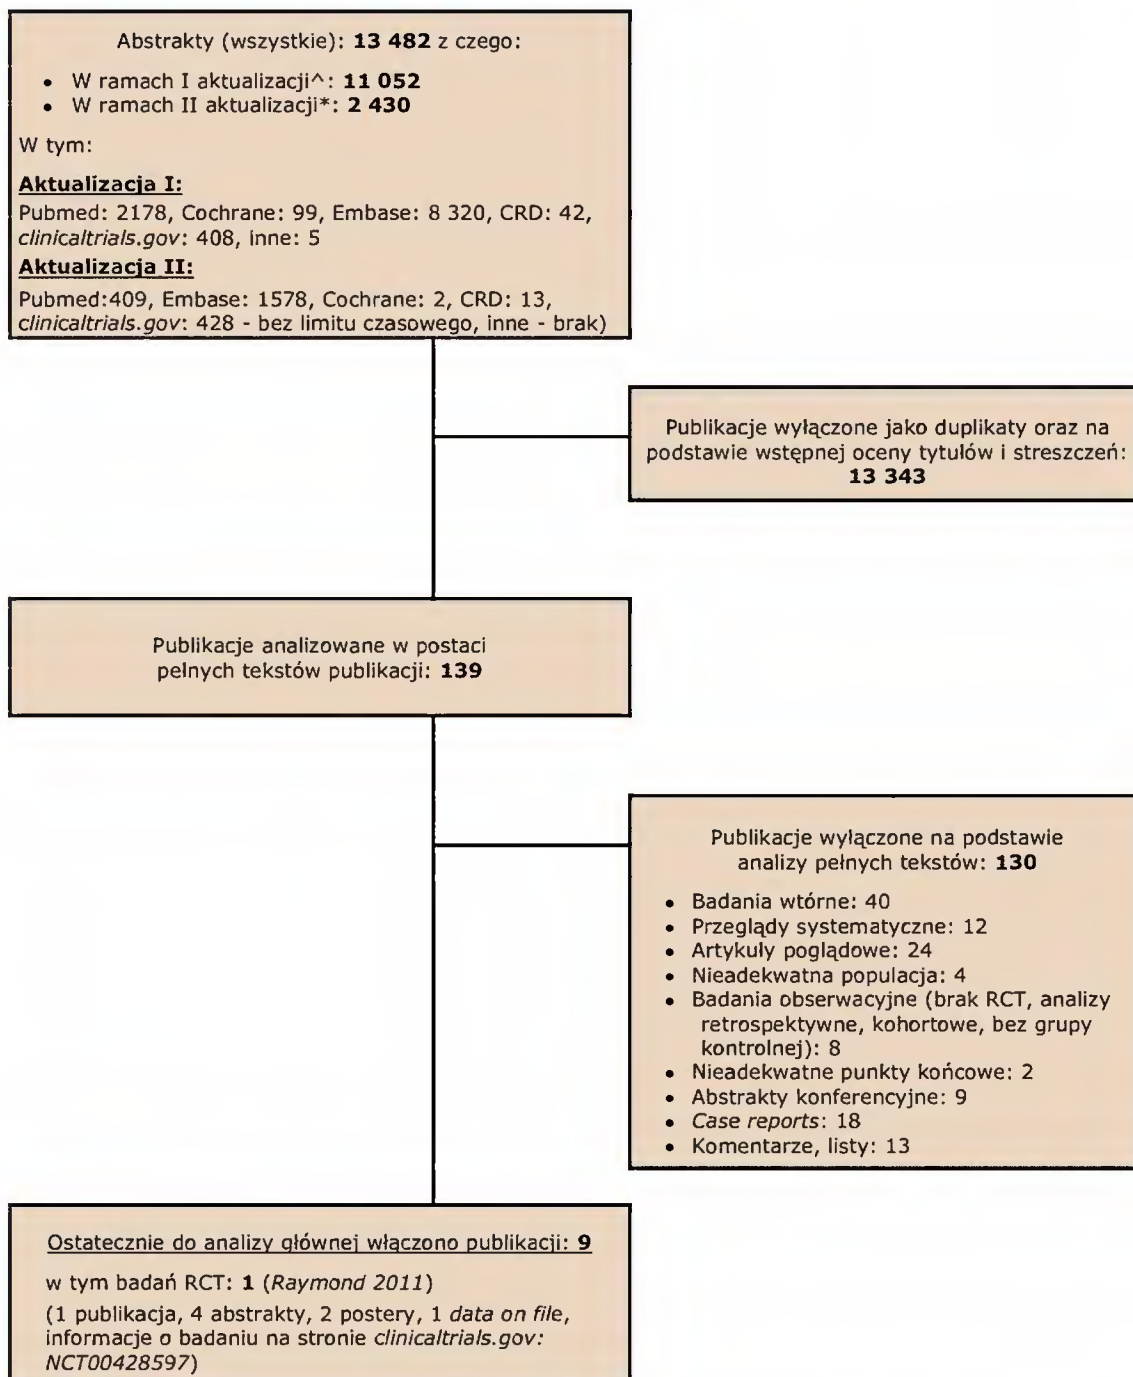 Abstrakty (wszystkie): 13 482 z czego:
• W ramach I aktualizacji^: 11 052
• W ramach II aktualizacji*: 2 430
W tym:
Aktualizacja I:
Pubmed: 2178, Cochrane: 99, Embase: 8 320, CRD: 42,
clinicaltrials.gov: 408, inne: 5
Aktualizacja II:
Pubmed:409, Embase: 1578, Cochrane: 2, CRD: 13,
clinicaltrials.gov: 428 - bez limitu czasowego, inne - brak)
Publikacje wyłączone jako duplikaty oraz na
podstawie wstępnej oceny tytułów i streszczeń:
13 343
Publikacje analizowane w postaci
pełnych tekstów publikacji: 139
Publikacje wyłączone na podstawie
analizy pełnych tekstów: 130
• Badania wtórne: 40
• Przeglądy systematyczne: 12
• Artykuły poglądowe: 24
• Nieadekwatna populacja: 4
• Badania obserwacyjne (brak RCT, analizy
retrospektywne, kohortowe, bez grupy
kontrolnej): 8
• Nieadekwatne punkty końcowe: 2
• Abstrakty konferencyjne: 9
• Case reports: 18
• Komentarze, listy: 13
Ostatecznie do analizy głównej włączono publikacji: 9
w tym badań RCT: 1 (Raymond 2011)
(1 publikacja, 4 abstrakty, 2 postery, 1 data on file,
informacje o badaniu na stronie clinicaltrials.gov:
NCT00428597)